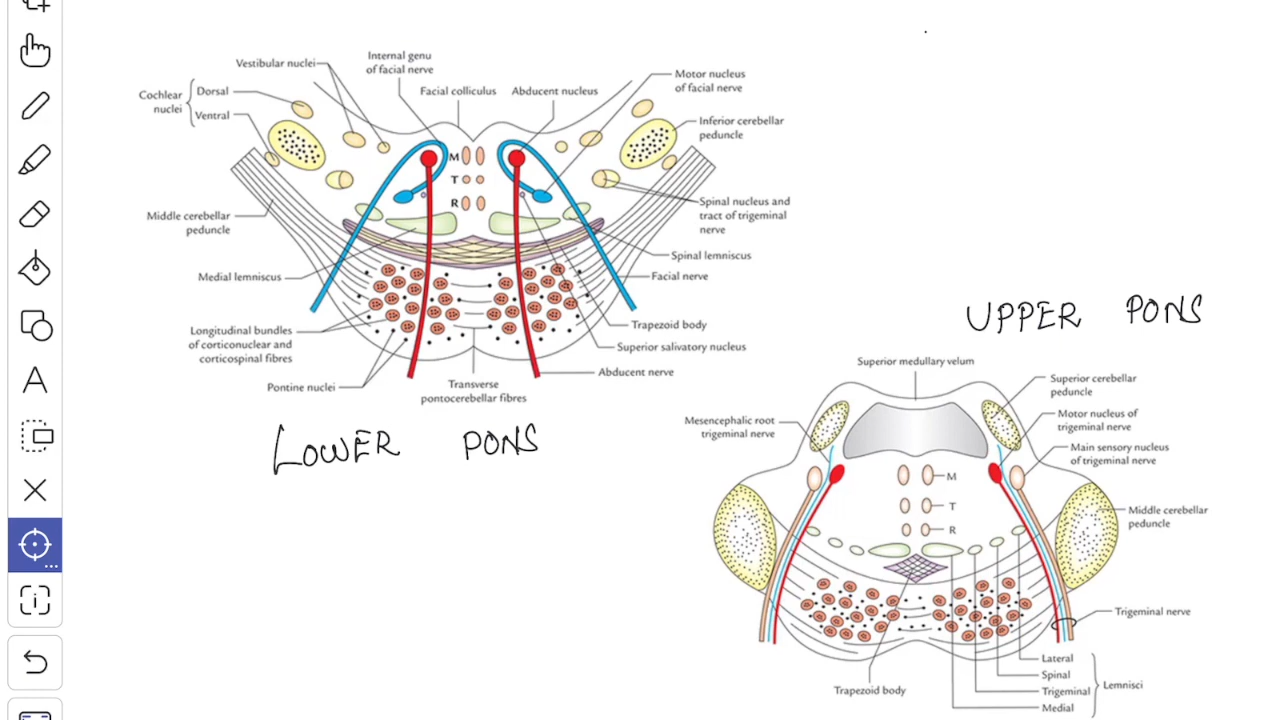 Internal genu
of facial nerve
Vestibular nuclei
Motor nucleus
of facial nerve
Cochlear
nuclei
Dorsal
Ventral
Facial colliculus
Abducent nucleus
Inferior cerebellar
peduncle
M
T
R
Middle cerebellar
peduncle
Spinal nucleus and
tract of trigeminal
nerve
Spinal lemniscus
Medial lemniscus
Facial nerve
Longitudinal bundles
of corticonuclear and
corticospinal fibres
Trapezoid body
Superior salivatory nucleus
Pontine nuclei
Transverse
pontocerebellar fibres
Abducent nerve
LOWER PONS
UPPER PONS
Superior medullary velum
Superior cerebellar
peduncle
Mesencephalic root
trigeminal nerve
Motor nucleus of
trigeminal nerve
Main sensory nucleus
of trigeminal nerve
M
T
R
Middle cerebellar
peduncle
Trigeminal nerve
Lateral
Spinal
Trigeminal
Medial
Lemnisci
Trapezoid body
A
i